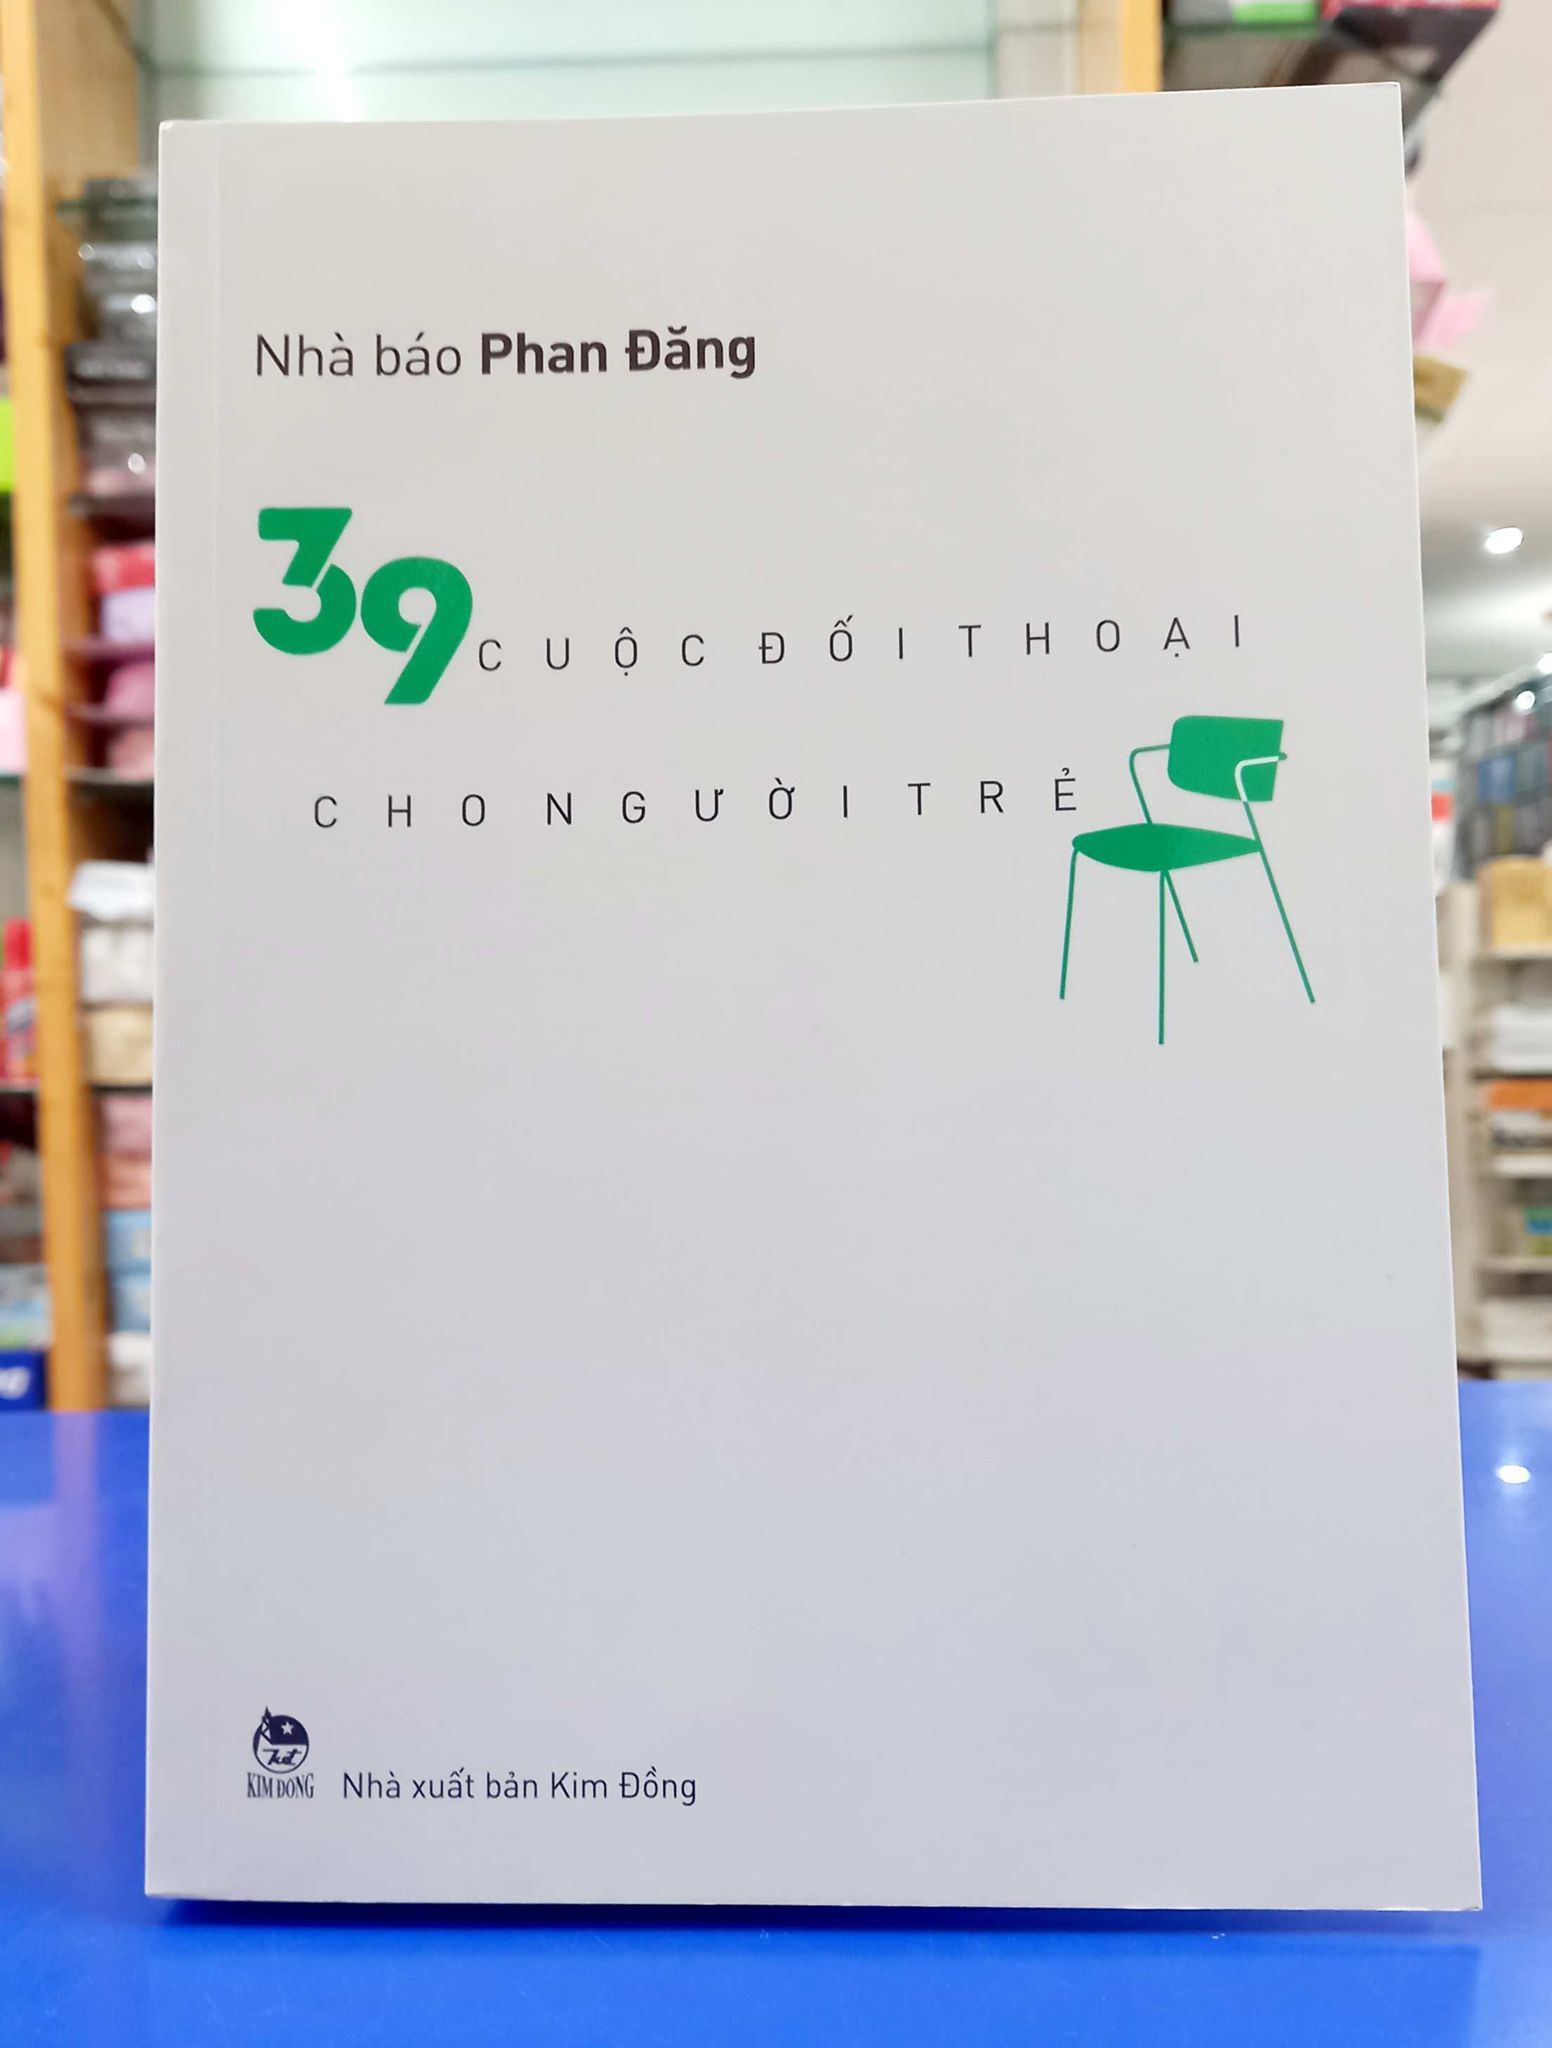 Nhà báo Phan Đăng
39 CUỘC ĐỐI THOẠI
CHO NGƯỜI TRẺ
KIM ĐỒNG
Nhà xuất bản Kim Đồng